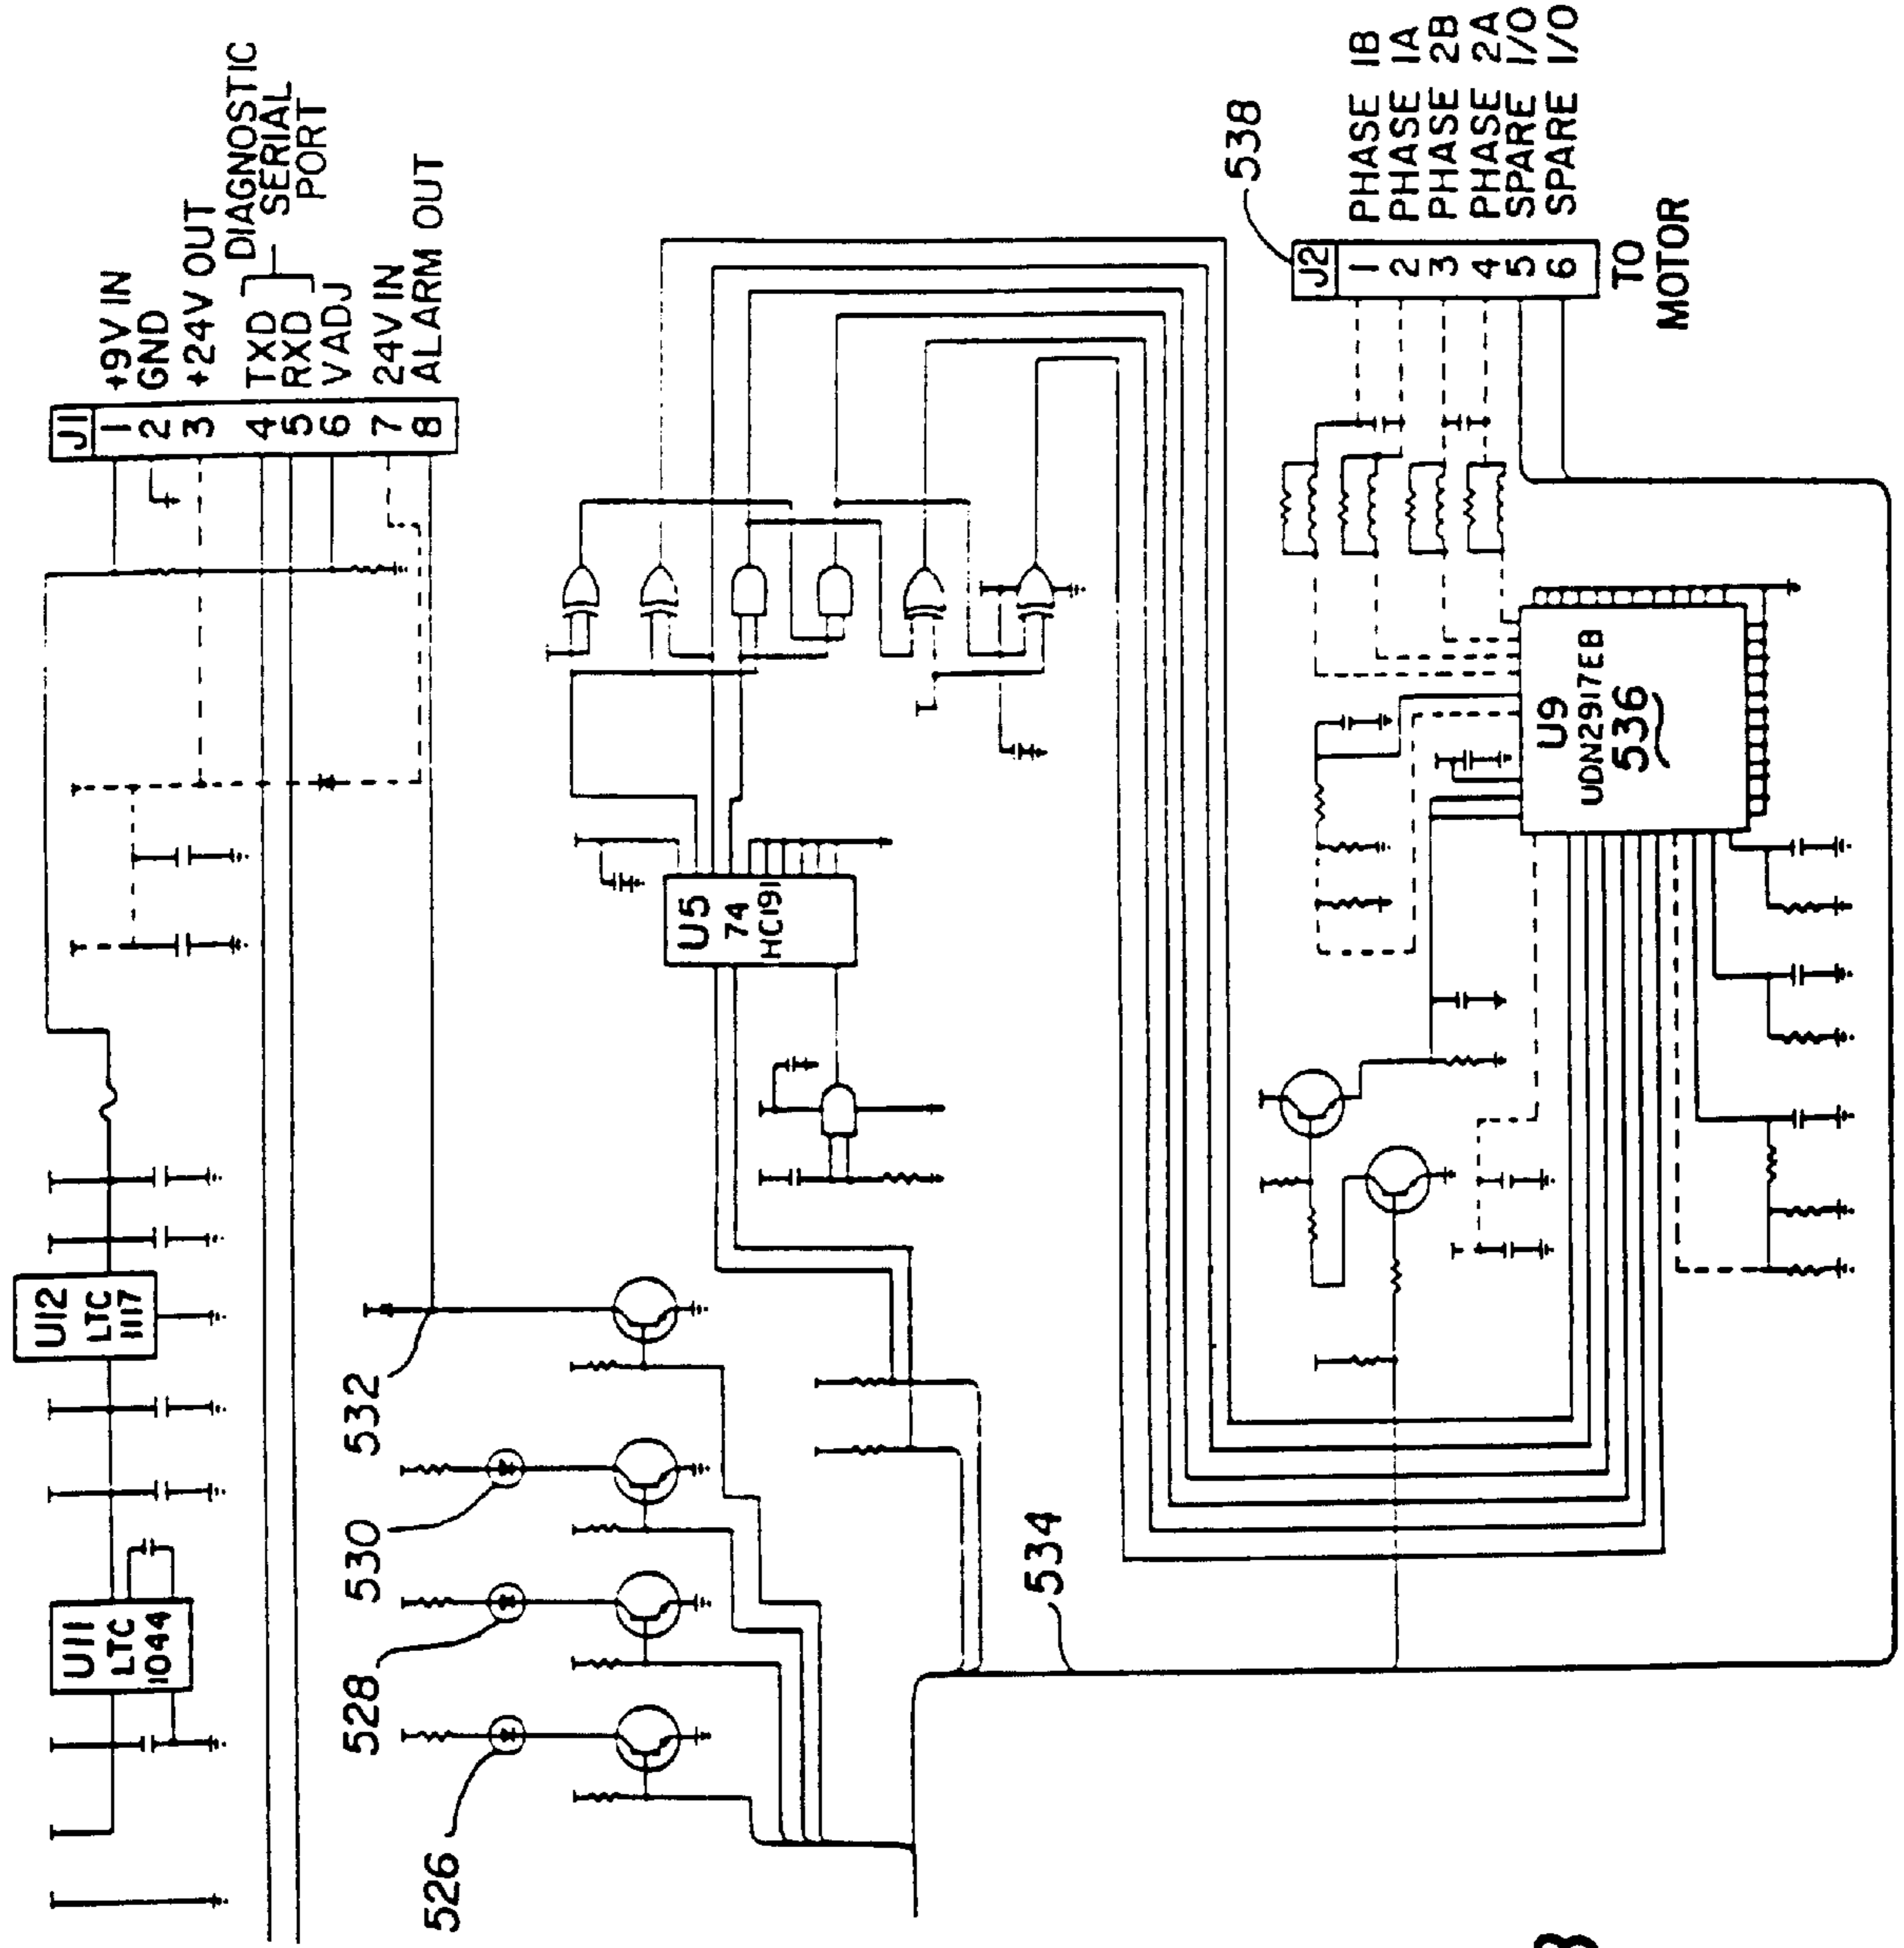 J1
1 +9V IN
2 GND
3 +24V OUT
4 TXD
5 RXD
6 VADJ
7 24V IN
8 ALARM OUT
DIAGNOSTIC
SERIAL
PORT
U12
LTC
1117
U11
LTC
1044
532
530
528
526
U5
74
HC191
534
538
J2
1 PHASE 1B
2 PHASE 1A
3 PHASE 2B
4 PHASE 2A
5 SPARE I/O
6 SPARE I/O
TO
MOTOR
U9
UDN2917EB
536